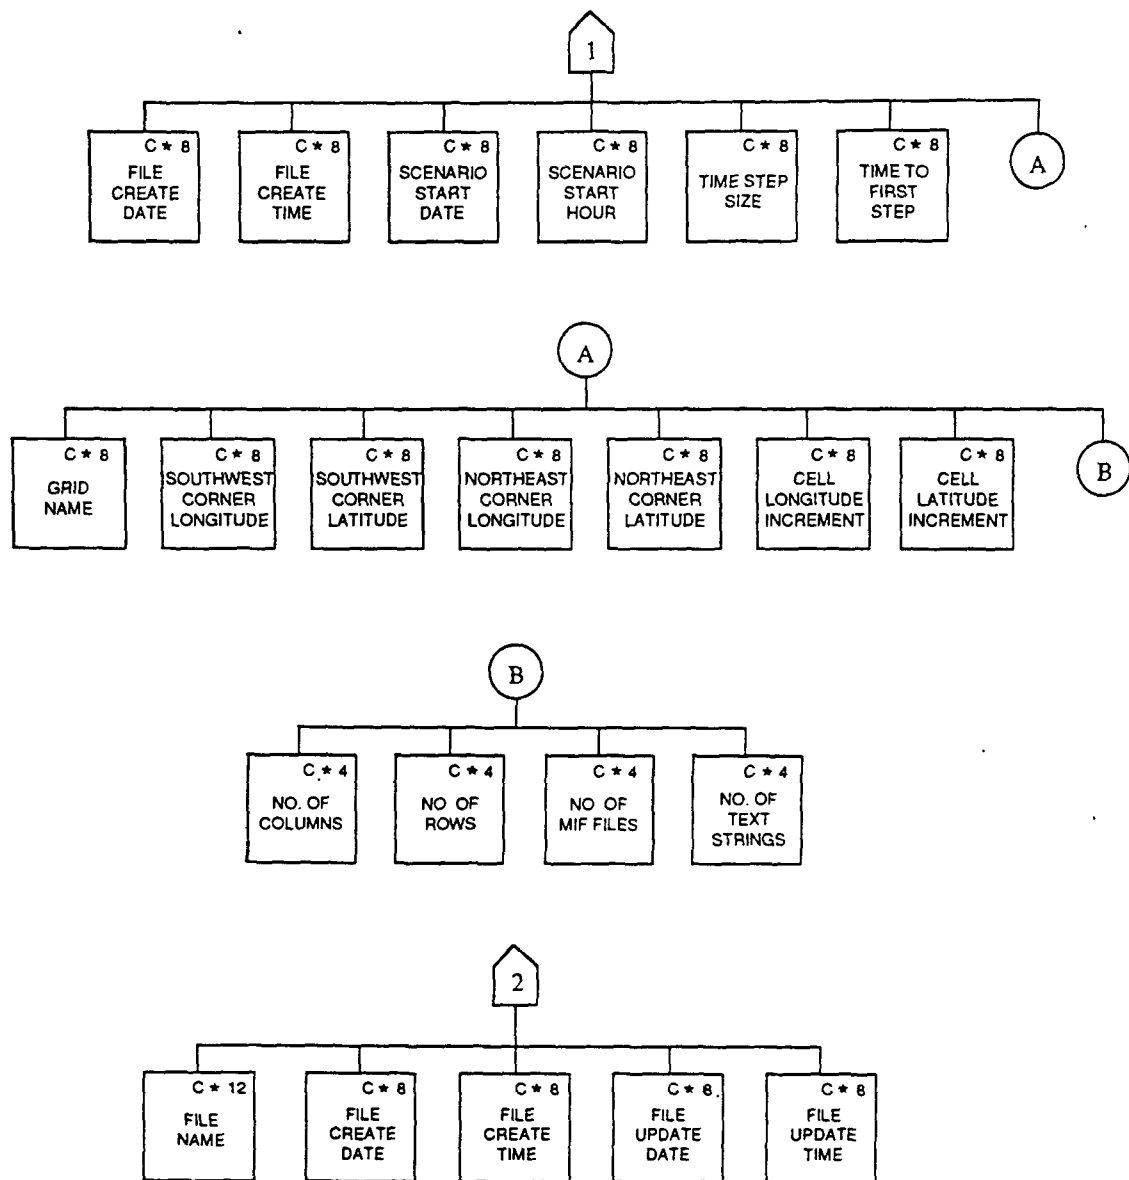 1
C * 8
FILE
CREATE
DATE
C * 8
FILE
CREATE
TIME
C * 8
SCENARIO
START
DATE
C * 8
SCENARIO
START
HOUR
C * 8
TIME STEP
SIZE
C * 8
TIME TO
FIRST
STEP
A
A
C * 8
GRID
NAME
C * 8
SOUTHWEST
CORNER
LONGITUDE
C * 8
SOUTHWEST
CORNER
LATITUDE
C * 8
NORTHEAST
CORNER
LONGITUDE
C * 8
NORTHEAST
CORNER
LATITUDE
C * 8
CELL
LONGITUDE
INCREMENT
C * 8
CELL
LATITUDE
INCREMENT
B
B
C * 4
NO. OF
COLUMNS
C * 4
NO OF
ROWS
C * 4
NO OF
MIF FILES
C * 4
NO. OF
TEXT
STRINGS
2
C * 12
FILE
NAME
C * 8
FILE
CREATE
DATE
C * 8
FILE
CREATE
TIME
C * 8
FILE
UPDATE
DATE
C * 8
FILE
UPDATE
TIME